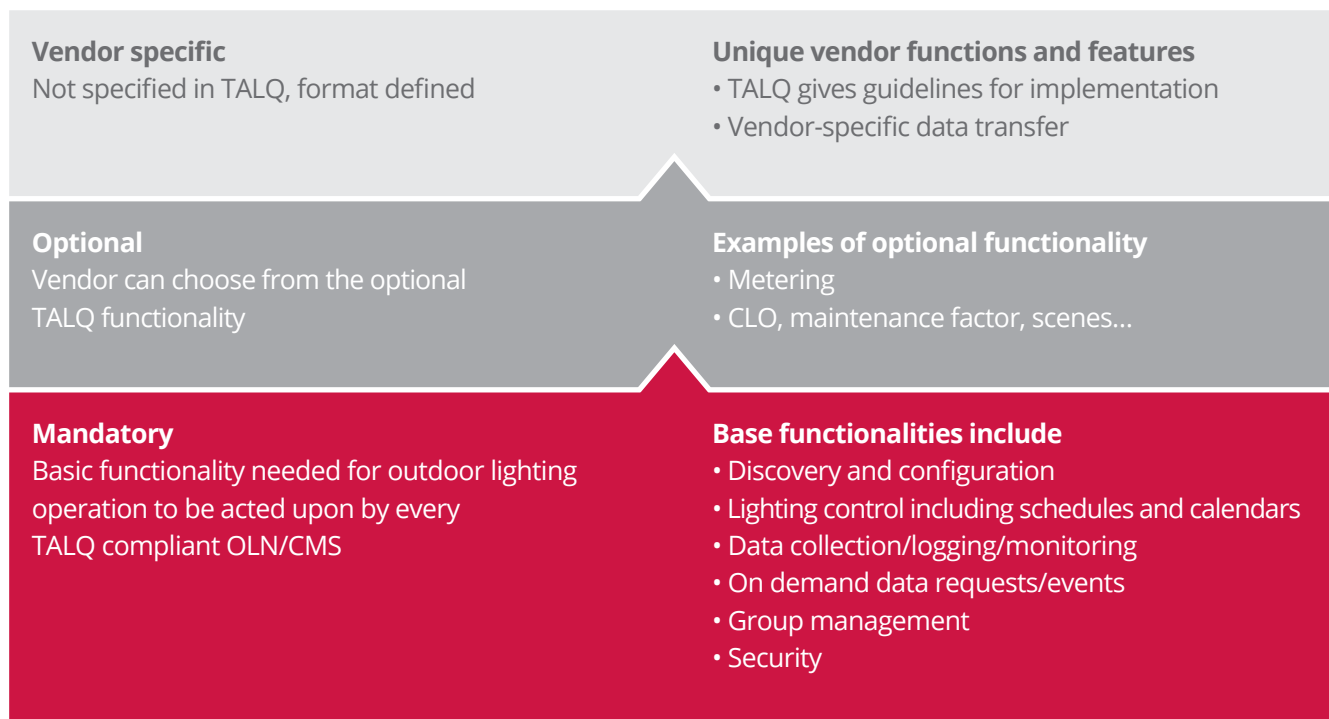 Vendor specific
Not specified in TALQ, format defined
Unique vendor functions and features
• TALQ gives guidelines for implementation
• Vendor-specific data transfer
Optional
Vendor can choose from the optional
TALQ functionality
Examples of optional functionality
• Metering
• CLO, maintenance factor, scenes...
Mandatory
Basic functionality needed for outdoor lighting
operation to be acted upon by every
TALQ compliant OLN/CMS
Base functionalities include
• Discovery and configuration
• Lighting control including schedules and calendars
• Data collection/logging/monitoring
• On demand data requests/events
• Group management
• Security